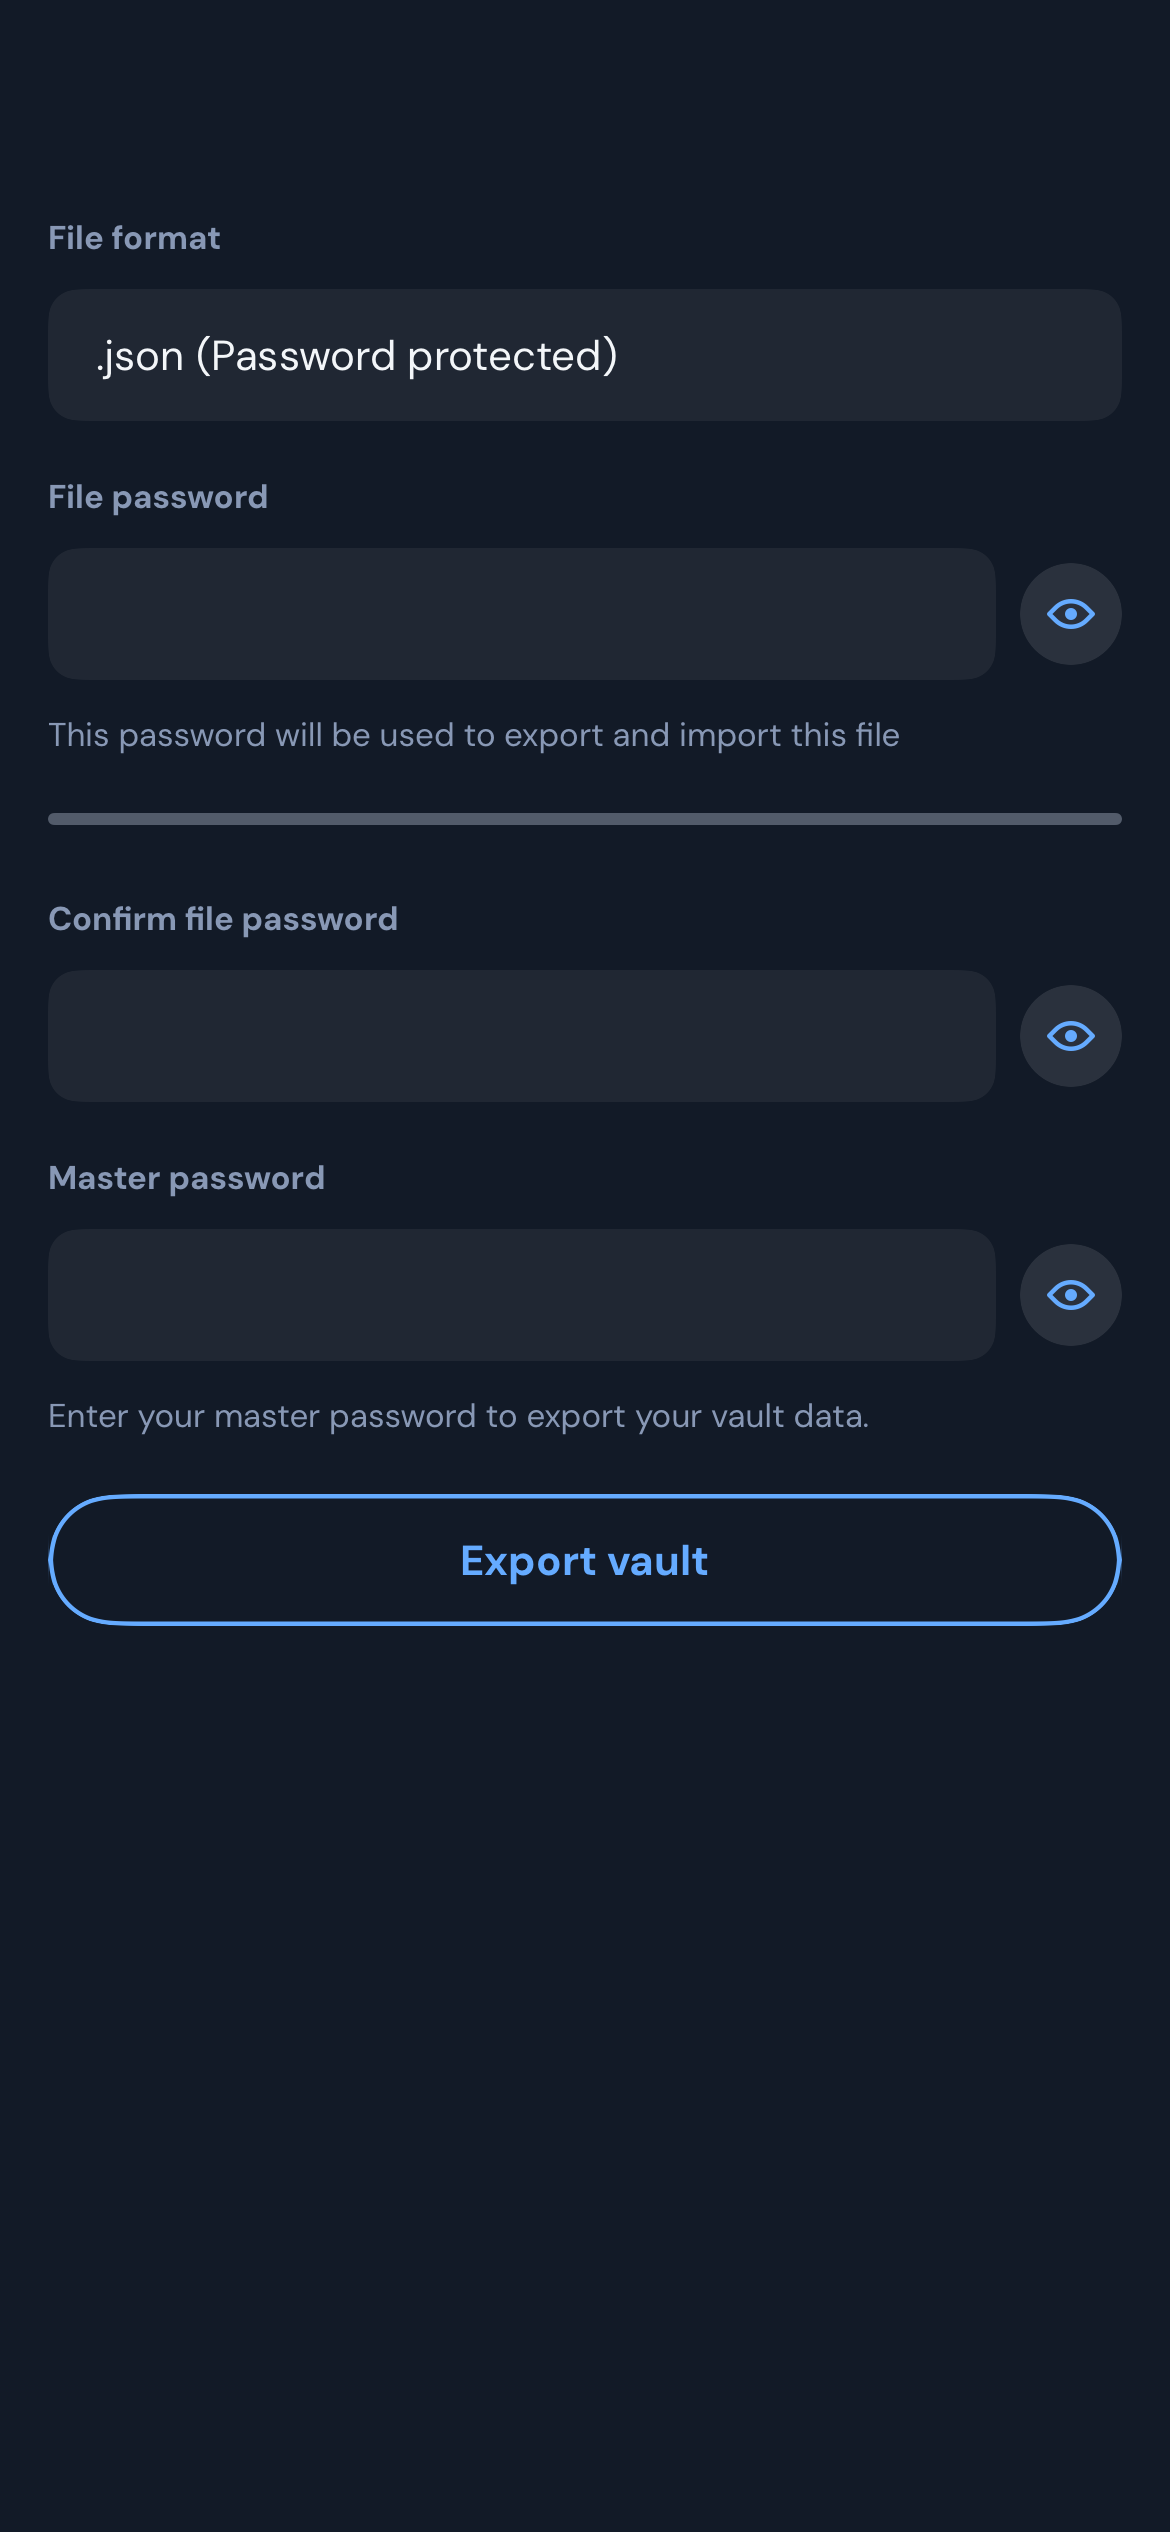 File format
.json (Password protected)
File password
This password will be used to export and import this file
Confirm file password
Master password
Enter your master password to export your vault data.
Export vault